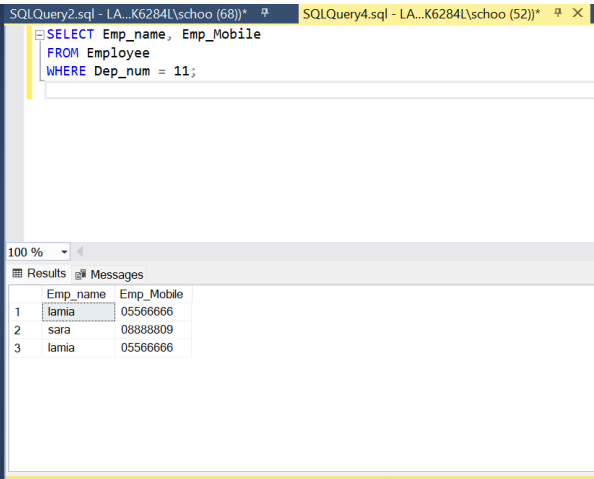 SQLQuery2.sql - LA...K6284L\schoo (68))* SQLQuery4.sql - LA...K6284L\schoo (52))*
SELECT Emp_name, Emp_Mobile
FROM Employee
WHERE Dep_num = 11;
100 %
Results Messages
Emp_name Emp_Mobile
1 lamia 05566666
2 sara 08888809
3 lamia 05566666